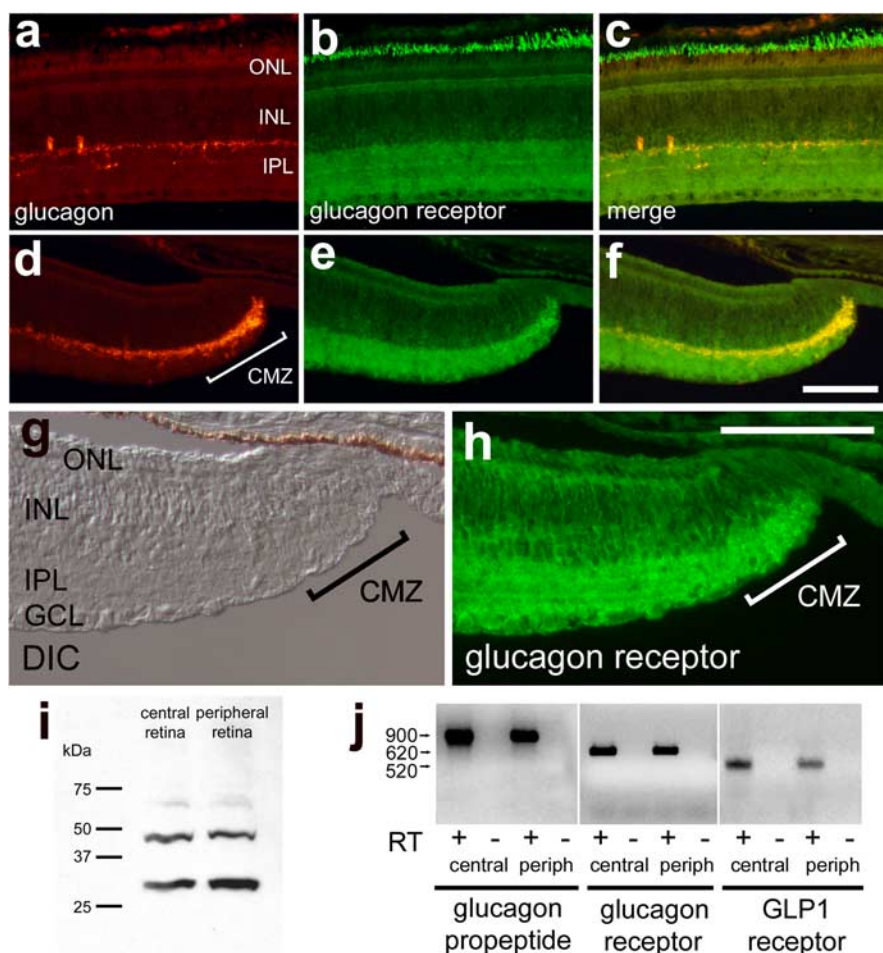 a
b
c
ONL
INL
IPL
glucagon
glucagon receptor
merge
d
e
f
CMZ
g
h
ONL
INL
IPL
GCL
DIC
CMZ
CMZ
glucagon receptor
i
central retina
peripheral retina
kDa
75
50
37
25
j
900
620
520
RT + - + - + - + - + - + -
central periph central periph central periph
glucagon propeptide
glucagon receptor
GLP1 receptor